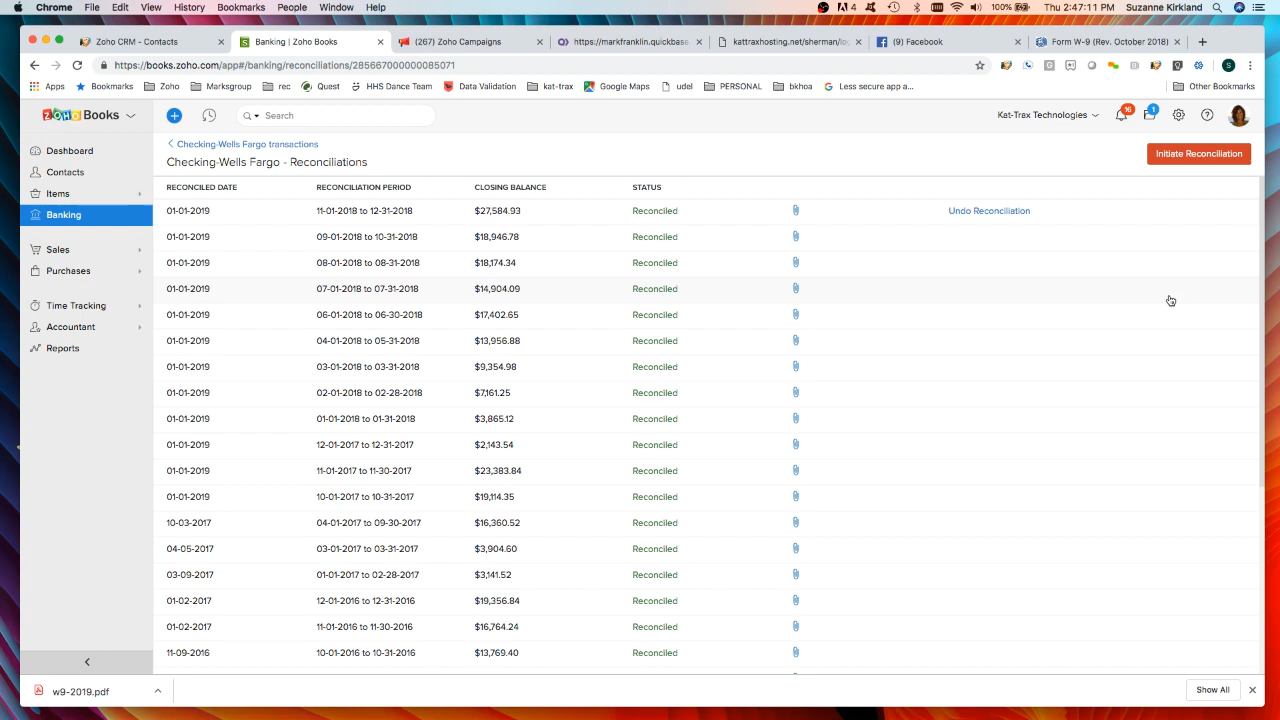 Chrome File Edit View History Bookmarks People Window Help 4 100% Thu 2:47:11 PM Suzanne Kirkland
Zoho CRM - Contacts × Banking | Zoho Books × (267) Zoho Campaigns × https://markfranklin.quickbase × kattraxhosting.net/sherman/lo × (9) Facebook × Form W-9 (Rev. October 2018) × +
https://books.zoho.com/app#/banking/reconciliations/285667000000085071
Apps Bookmarks Zoho Marksgroup rec Quest HHS Dance Team Data Validation kat-trax Google Maps udel PERSONAL bkhoa Less secure app a... Other Bookmarks
ZOHO Books Search Kat-Trax Technologies 16 1
Dashboard
Contacts
Items
Banking
Sales
Purchases
Time Tracking
Accountant
Reports
Checking-Wells Fargo transactions
Checking-Wells Fargo - Reconciliations
Initiate Reconciliation
RECONCILED DATE RECONCILIATION PERIOD CLOSING BALANCE STATUS
01-01-2019 11-01-2018 to 12-31-2018 $27,584.93 Reconciled Undo Reconciliation
01-01-2019 09-01-2018 to 10-31-2018 $18,946.78 Reconciled
01-01-2019 08-01-2018 to 08-31-2018 $18,174.34 Reconciled
01-01-2019 07-01-2018 to 07-31-2018 $14,904.09 Reconciled
01-01-2019 06-01-2018 to 06-30-2018 $17,402.65 Reconciled
01-01-2019 04-01-2018 to 05-31-2018 $13,956.88 Reconciled
01-01-2019 03-01-2018 to 03-31-2018 $9,354.98 Reconciled
01-01-2019 02-01-2018 to 02-28-2018 $7,161.25 Reconciled
01-01-2019 01-01-2018 to 01-31-2018 $3,865.12 Reconciled
01-01-2019 12-01-2017 to 12-31-2017 $2,143.54 Reconciled
01-01-2019 11-01-2017 to 11-30-2017 $23,383.84 Reconciled
01-01-2019 10-01-2017 to 10-31-2017 $19,114.35 Reconciled
10-03-2017 04-01-2017 to 09-30-2017 $16,360.52 Reconciled
04-05-2017 03-01-2017 to 03-31-2017 $3,904.60 Reconciled
03-09-2017 01-01-2017 to 02-28-2017 $3,141.52 Reconciled
01-02-2017 12-01-2016 to 12-31-2016 $19,356.84 Reconciled
01-02-2017 11-01-2016 to 11-30-2016 $16,764.24 Reconciled
11-09-2016 10-01-2016 to 10-31-2016 $13,769.40 Reconciled
w9-2019.pdf Show All